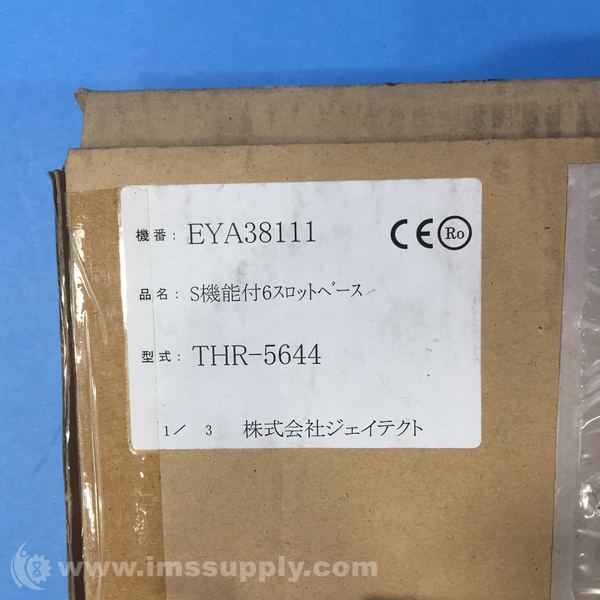 機番: EYA38111 CE Ro
品名: S機能付6スロットベース
型式: THR-5644
1/ 3 株式会社ジェイテクト
© www.imssupply.com